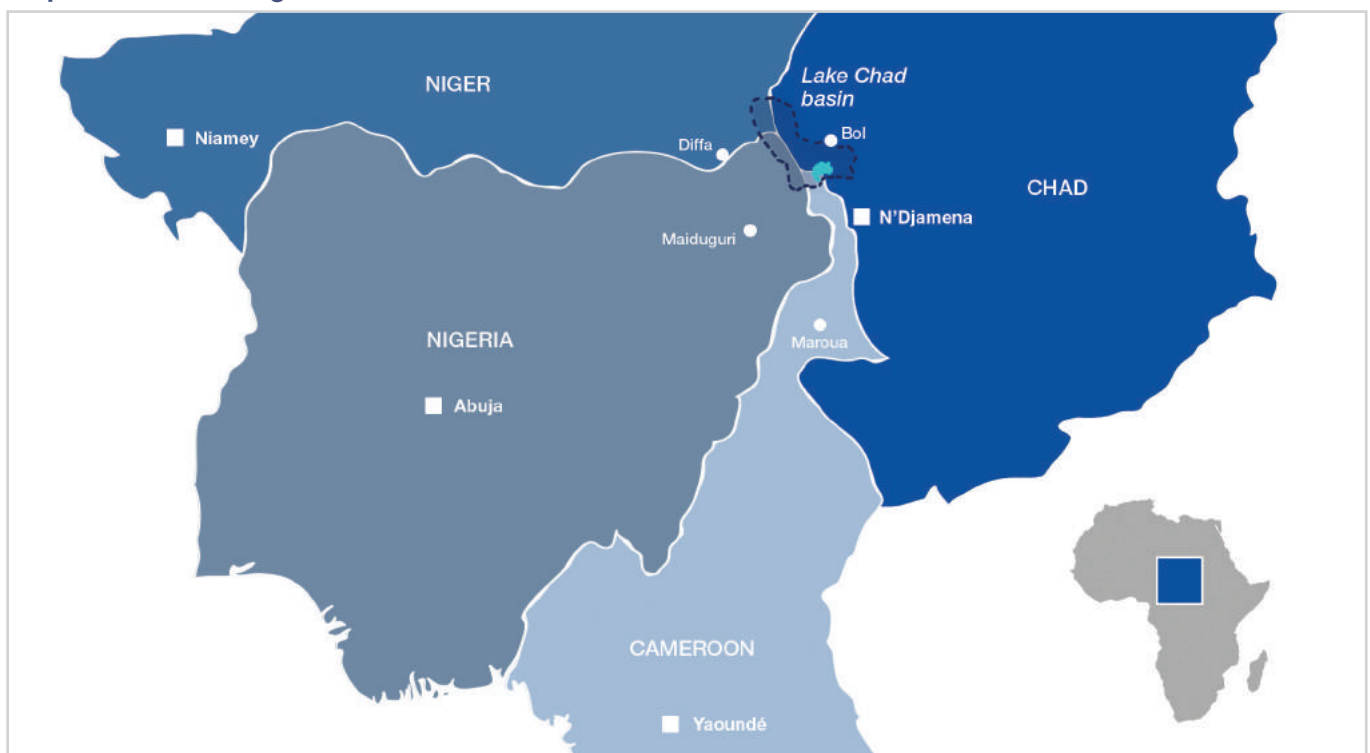 NIGER
Lake Chad
basin
Niamey
Diffa
Bol
CHAD
N'Djamena
Maiduguri
NIGERIA
Maroua
Abuja
CAMEROON
Yaoundé